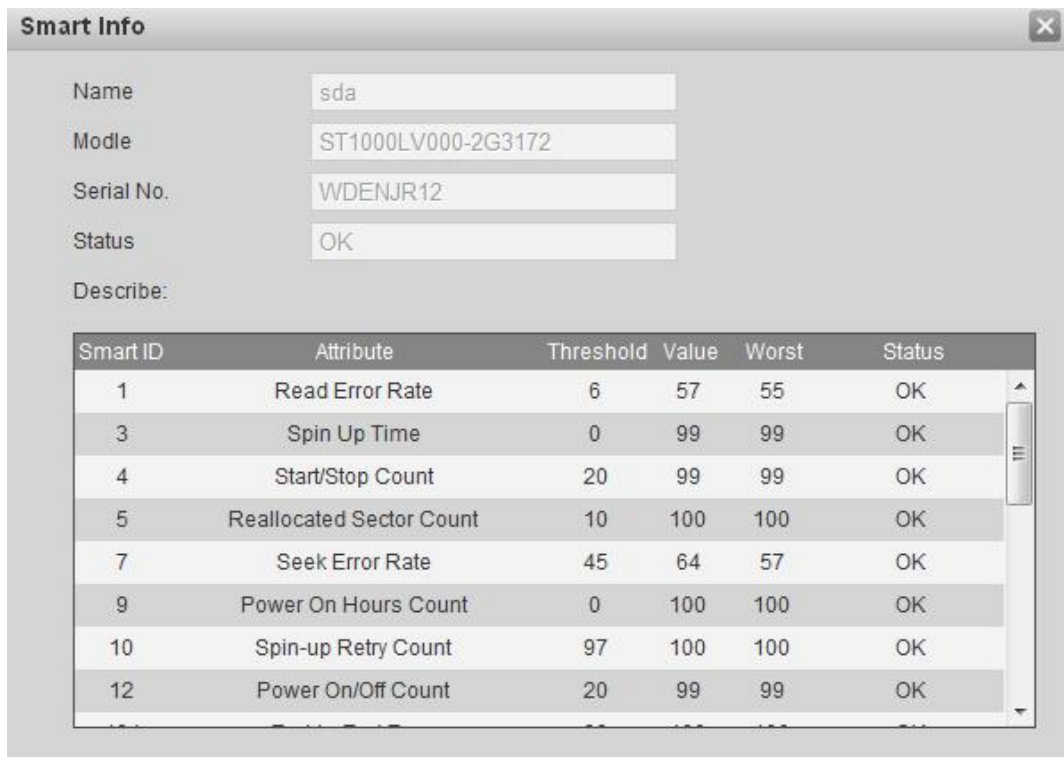 Smart Info
Name sda
Modle ST1000LV000-2G3172
Serial No. WDENJR12
Status OK
Describe:
Smart ID Attribute Threshold Value Worst Status
1 Read Error Rate 6 57 55 OK
3 Spin Up Time 0 99 99 OK
4 Start/Stop Count 20 99 99 OK
5 Reallocated Sector Count 10 100 100 OK
7 Seek Error Rate 45 64 57 OK
9 Power On Hours Count 0 100 100 OK
10 Spin-up Retry Count 97 100 100 OK
12 Power On/Off Count 20 99 99 OK